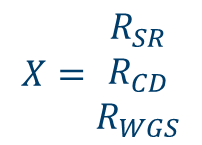 R_SR
X = R_CD
R_WGS